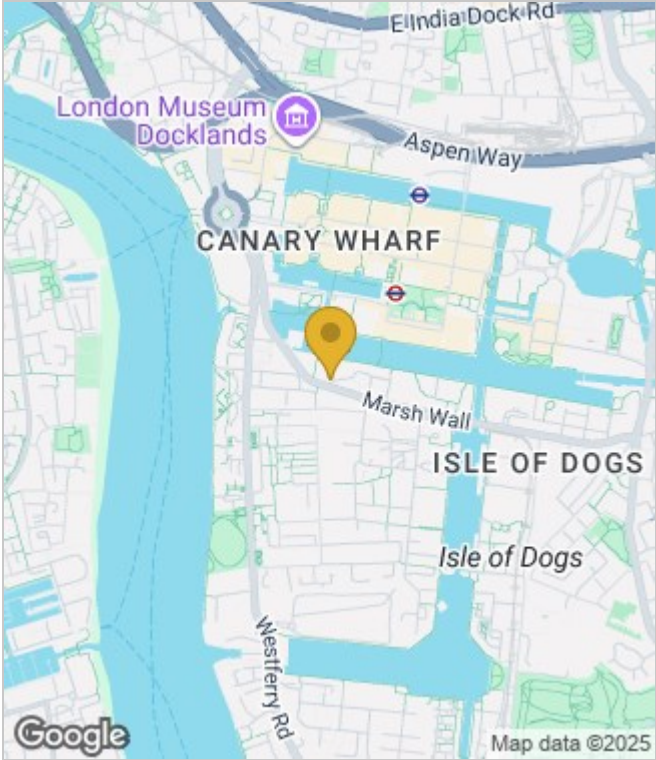 E India Dock Rd
London Museum
Docklands
Aspen Way
CANARY WHARF
Marsh Wall
ISLE OF DOGS
Isle of Dogs
Westferry Rd
Google
Map data ©2025